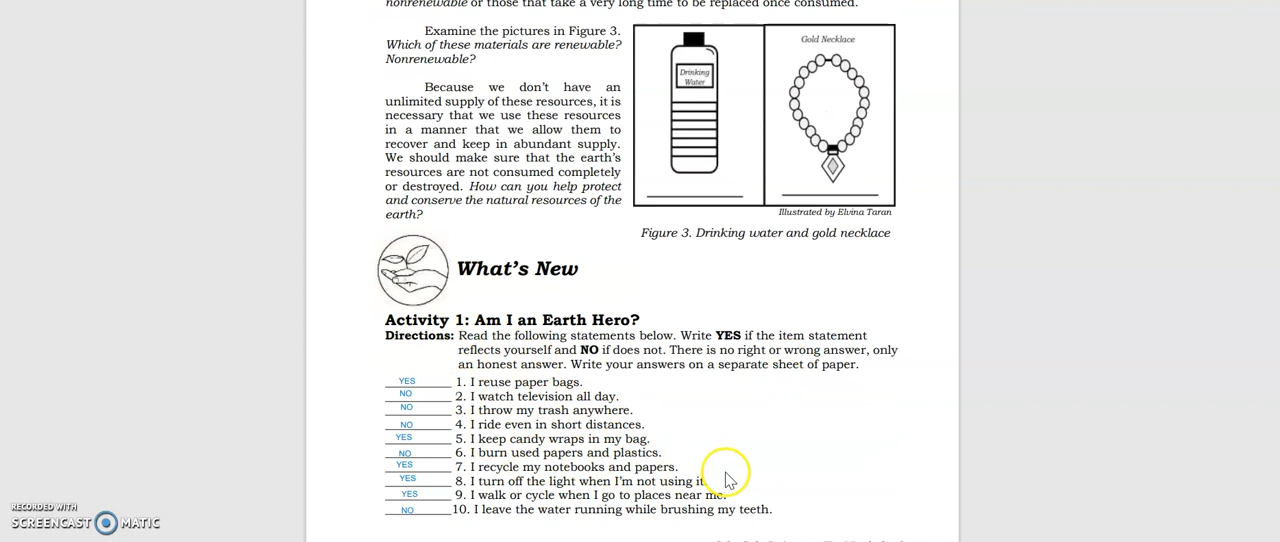 nonrenewable or those that take a very long time to be replaced once consumed.
Examine the pictures in Figure 3.
Which of these materials are renewable?
Nonrenewable?
Because we don't have an
unlimited supply of these resources, it is
necessary that we use these resources
in a manner that we allow them to
recover and keep in abundant supply.
We should make sure that the earth's
resources are not consumed completely
or destroyed. How can you help protect
and conserve the natural resources of the
earth?
Drinking
Water
Gold Necklace
Illustrated by Elvina Taran
Figure 3. Drinking water and gold necklace
What's New
Activity 1: Am I an Earth Hero?
Directions: Read the following statements below. Write YES if the item statement
reflects yourself and NO if does not. There is no right or wrong answer, only
an honest answer. Write your answers on a separate sheet of paper.
YES 1. I reuse paper bags.
NO 2. I watch television all day.
NO 3. I throw my trash anywhere.
NO 4. I ride even in short distances.
YES 5. I keep candy wraps in my bag.
NO 6. I burn used papers and plastics.
YES 7. I recycle my notebooks and papers.
YES 8. I turn off the light when I'm not using it.
YES 9. I walk or cycle when I go to places near me.
NO 10. I leave the water running while brushing my teeth.
RECORDED WITH
SCREENCAST MATIC